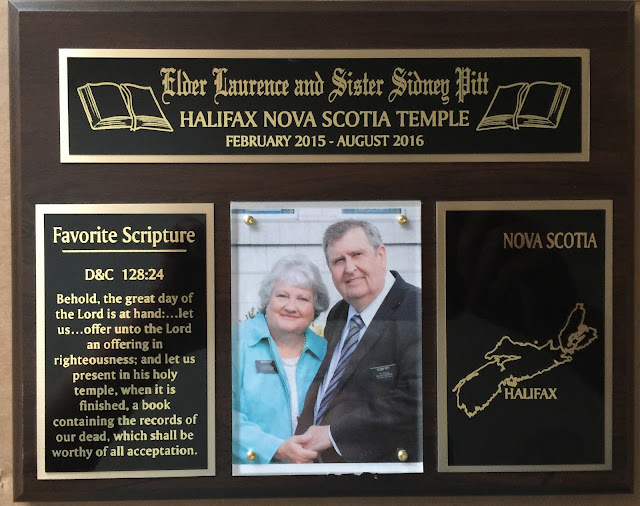 Elder Laurence and Sister Sidney Pitt
HALIFAX NOVA SCOTIA TEMPLE
FEBRUARY 2015 - AUGUST 2016
Favorite Scripture
D&C 128:24
Behold, the great day of
the Lord is at hand:...let
us...offer unto the Lord
an offering in
righteousness; and let us
present in his holy
temple, when it is
finished, a book
containing the records of
our dead, which shall be
worthy of all acceptation.
NOVA SCOTIA
HALIFAX